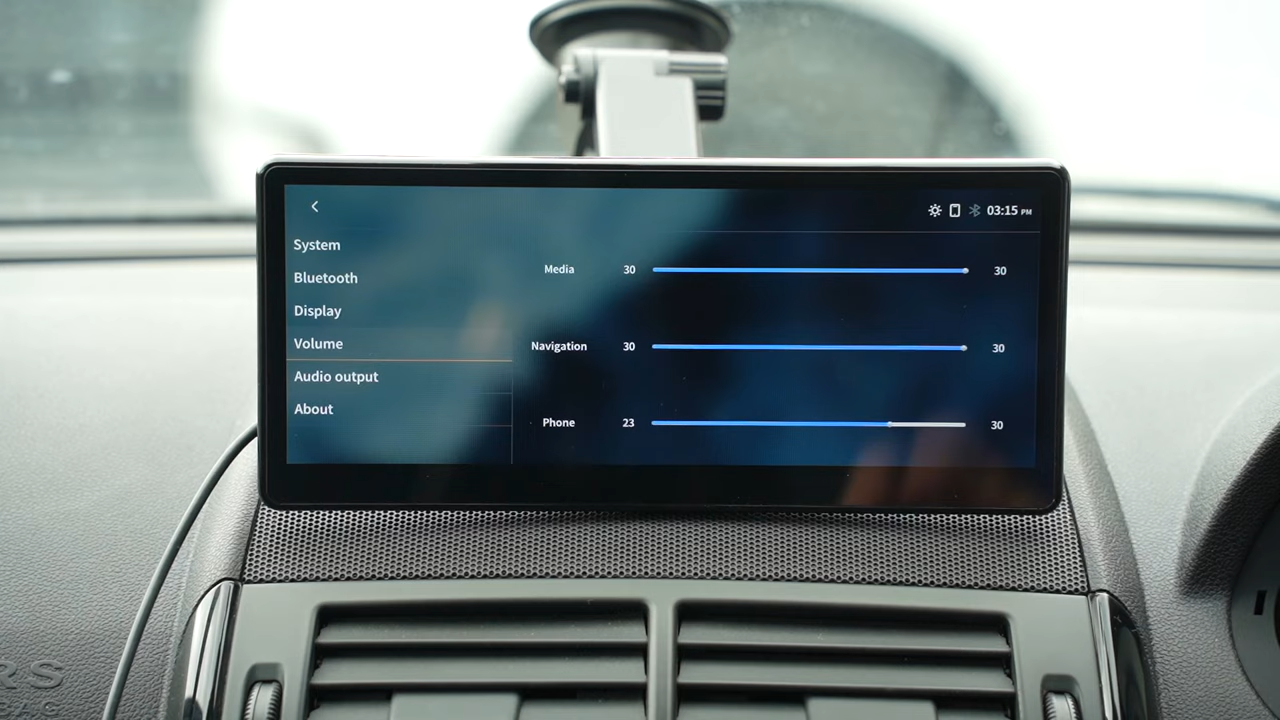 03:15 PM
System
Bluetooth
Display
Volume
Audio output
About
Media 30 30
Navigation 30 30
Phone 23 30
RS